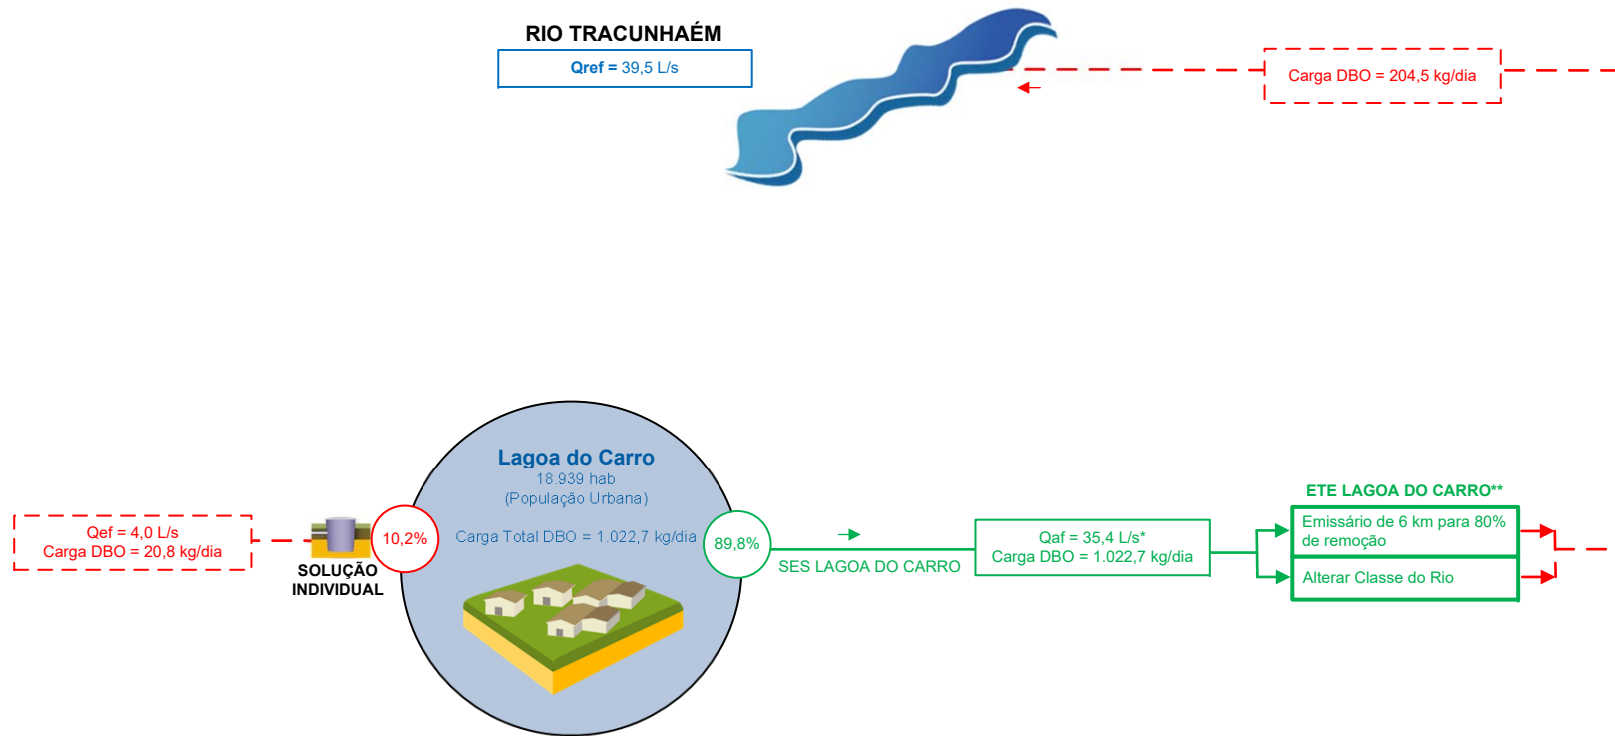 RIO TRACUNHAÉM
Qref = 39,5 L/s
Carga DBO = 204,5 kg/dia
Lagoa do Carro
18.939 hab
(População Urbana)
Carga Total DBO = 1.022,7 kg/dia
Qef = 4,0 L/s
Carga DBO = 20,8 kg/dia
SOLUÇÃO
INDIVIDUAL
10,2%
89,8%
SES LAGOA DO CARRO
Qaf = 35,4 L/s*
Carga DBO = 1.022,7 kg/dia
ETE LAGOA DO CARRO**
Emissário de 6 km para 80%
de remoção
Alterar Classe do Rio